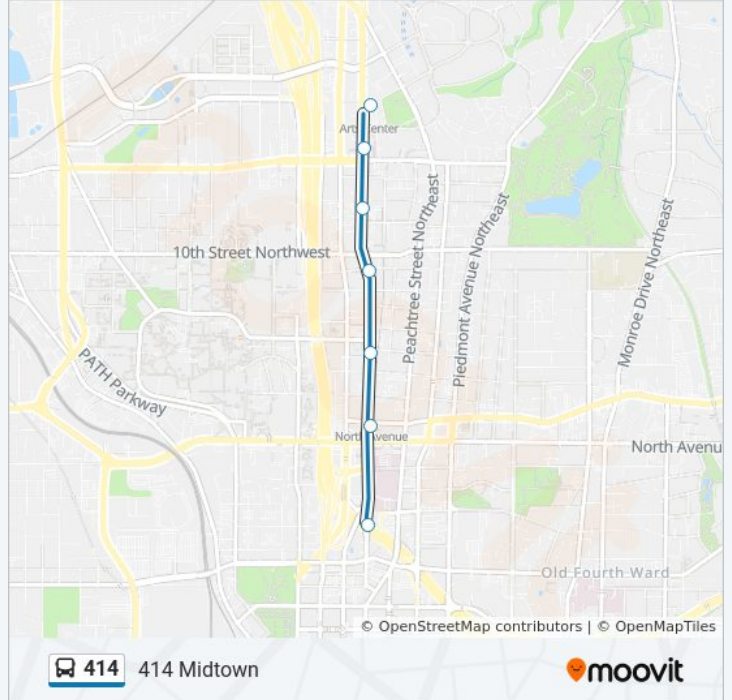 Arts Center
10th Street Northwest
Peachtree Street Northeast
Piedmont Avenue Northeast
Monroe Drive Northeast
PATH Parkway
North Avenue
North Avenu
Old Fourth Ward
© OpenStreetMap contributors | © OpenMapTiles
414 414 Midtown
moovit